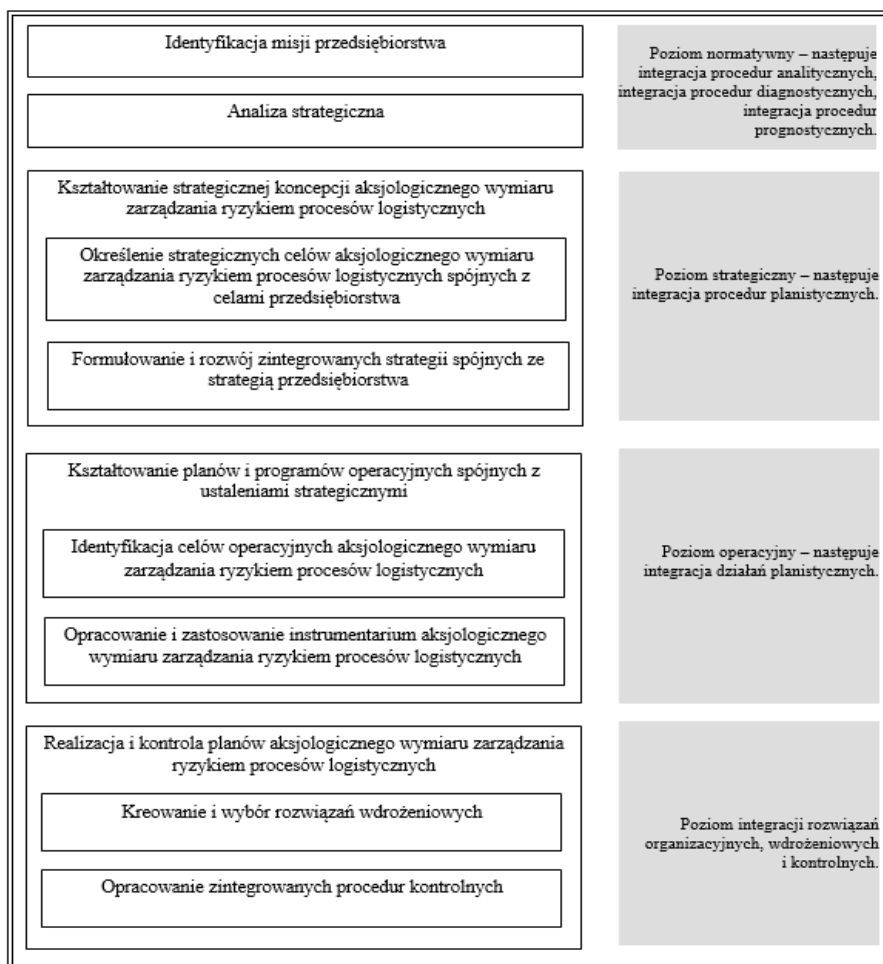 Identyfikacja misji przedsiębiorstwa
Analiza strategiczna
Poziom normatywny – następuje
integracja procedur analitycznych,
integracja procedur diagnostycznych,
integracja procedur
prognostycznych.
Kształtowanie strategicznej koncepcji aksjologicznego wymiaru
zarządzania ryzykiem procesów logistycznych
Określenie strategicznych celów aksjologicznego wymiaru
zarządzania ryzykiem procesów logistycznych spójnych z
celami przedsiębiorstwa
Formułowanie i rozwój zintegrowanych strategii spójnych ze
strategią przedsiębiorstwa
Poziom strategiczny – następuje
integracja procedur planistycznych.
Kształtowanie planów i programów operacyjnych spójnych z
ustaleniami strategicznymi
Identyfikacja celów operacyjnych aksjologicznego wymiaru
zarządzania ryzykiem procesów logistycznych
Opracowanie i zastosowanie instrumentarium aksjologicznego
wymiaru zarządzania ryzykiem procesów logistycznych
Poziom operacyjny – następuje
integracja działań planistycznych.
Realizacja i kontrola planów aksjologicznego wymiaru zarządzania
ryzykiem procesów logistycznych
Kreowanie i wybór rozwiązań wdrożeniowych
Opracowanie zintegrowanych procedur kontrolnych
Poziom integracji rozwiązań
organizacyjnych, wdrożeniowych
i kontrolnych.